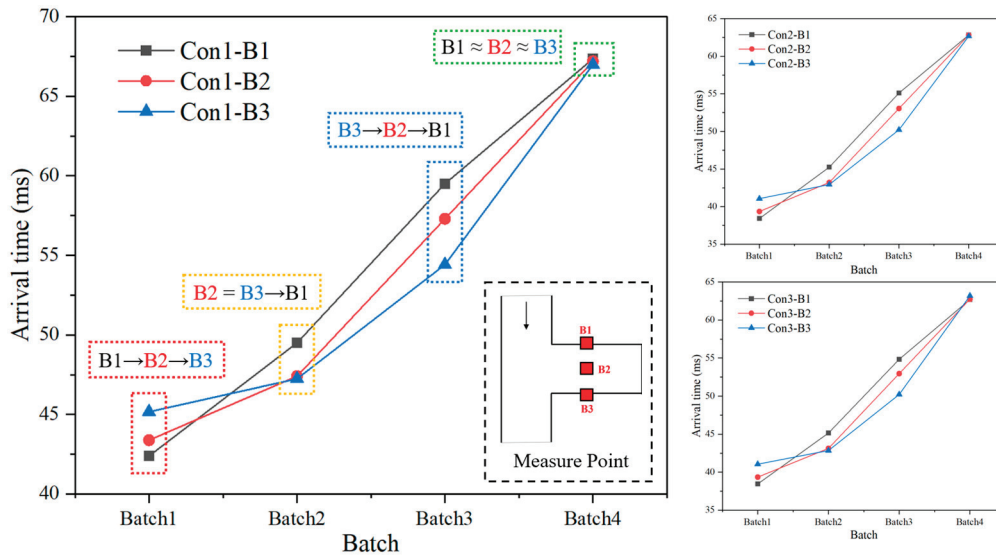 70
65
60
55
50
45
40
Arrival time (ms)
Con1-B1
Con1-B2
Con1-B3
B1 ≈ B2 ≈ B3
B3→B2→B1
B2 = B3→B1
B1→B2→B3
B1
B2
B3
Measure Point
Batch1 Batch2 Batch3 Batch4
Batch
65
60
55
50
45
40
35
Arrival time (ms)
Con2-B1
Con2-B2
Con2-B3
Batch1 Batch2 Batch3 Batch4
Batch
65
60
55
50
45
40
35
Arrival time (ms)
Con3-B1
Con3-B2
Con3-B3
Batch1 Batch2 Batch3 Batch4
Batch